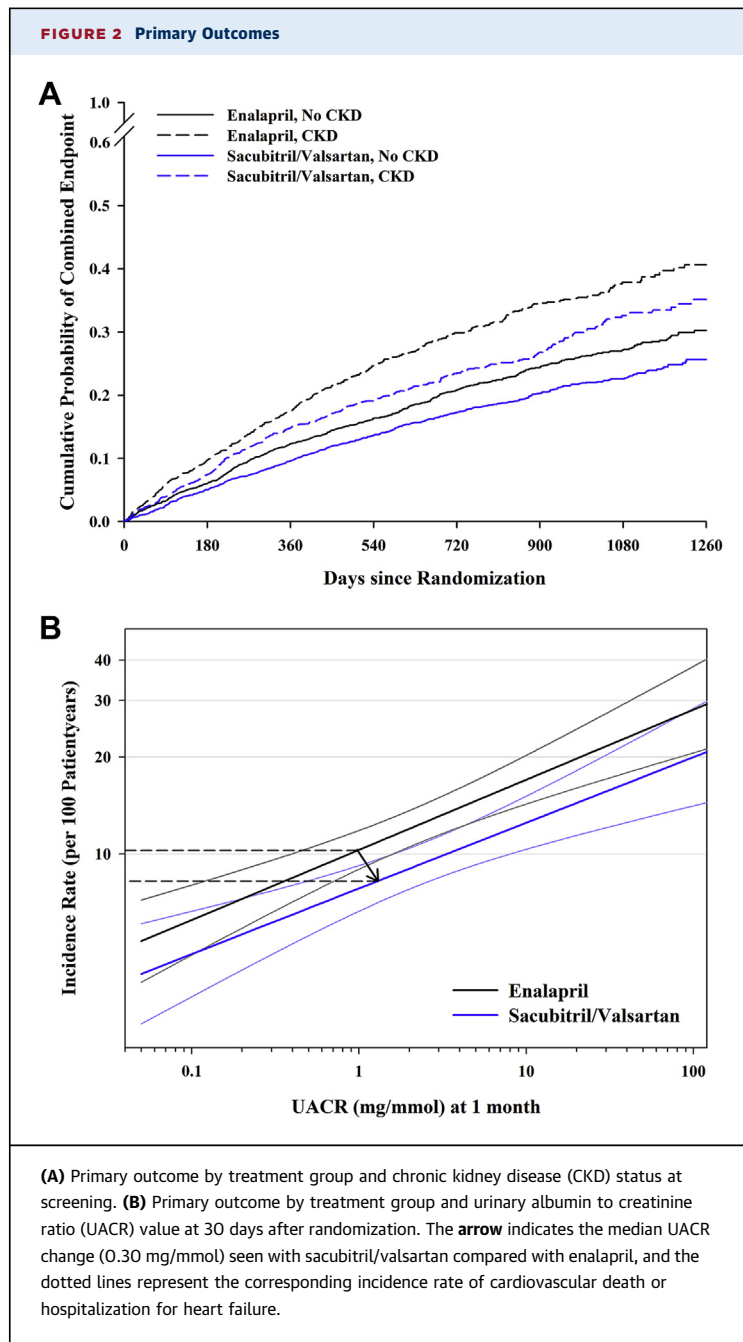 FIGURE 2 Primary Outcomes
A
Cumulative Probability of Combined Endpoint
1.0
0.6
0.5
0.4
0.3
0.2
0.1
0.0
Enalapril, No CKD
Enalapril, CKD
Sacubitril/Valsartan, No CKD
Sacubitril/Valsartan, CKD
0 180 360 540 720 900 1080 1260
Days since Randomization
B
Incidence Rate (per 100 Patientyears)
40
30
20
10
Enalapril
Sacubitril/Valsartan
0.1 1 10 100
UACR (mg/mmol) at 1 month
(A) Primary outcome by treatment group and chronic kidney disease (CKD) status at
screening. (B) Primary outcome by treatment group and urinary albumin to creatinine
ratio (UACR) value at 30 days after randomization. The arrow indicates the median UACR
change (0.30 mg/mmol) seen with sacubitril/valsartan compared with enalapril, and the
dotted lines represent the corresponding incidence rate of cardiovascular death or
hospitalization for heart failure.